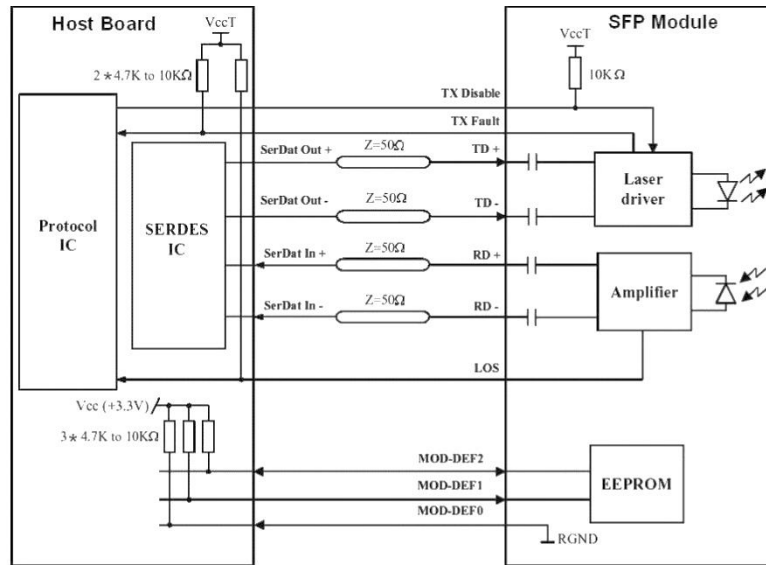 Host Board
SFP Module
VccT
VccT
2*4.7K to 10KΩ
10KΩ
TX Disable
TX Fault
SerDat Out +
Z=50Ω
TD +
SerDat Out -
Z=50Ω
TD -
Laser
driver
Protocol
IC
SERDES
IC
SerDat In +
Z=50Ω
RD +
SerDat In -
Z=50Ω
RD -
Amplifier
LOS
Vcc (+3.3V)
3*4.7K to 10KΩ
MOD-DEF2
MOD-DEF1
MOD-DEF0
EEPROM
RGND